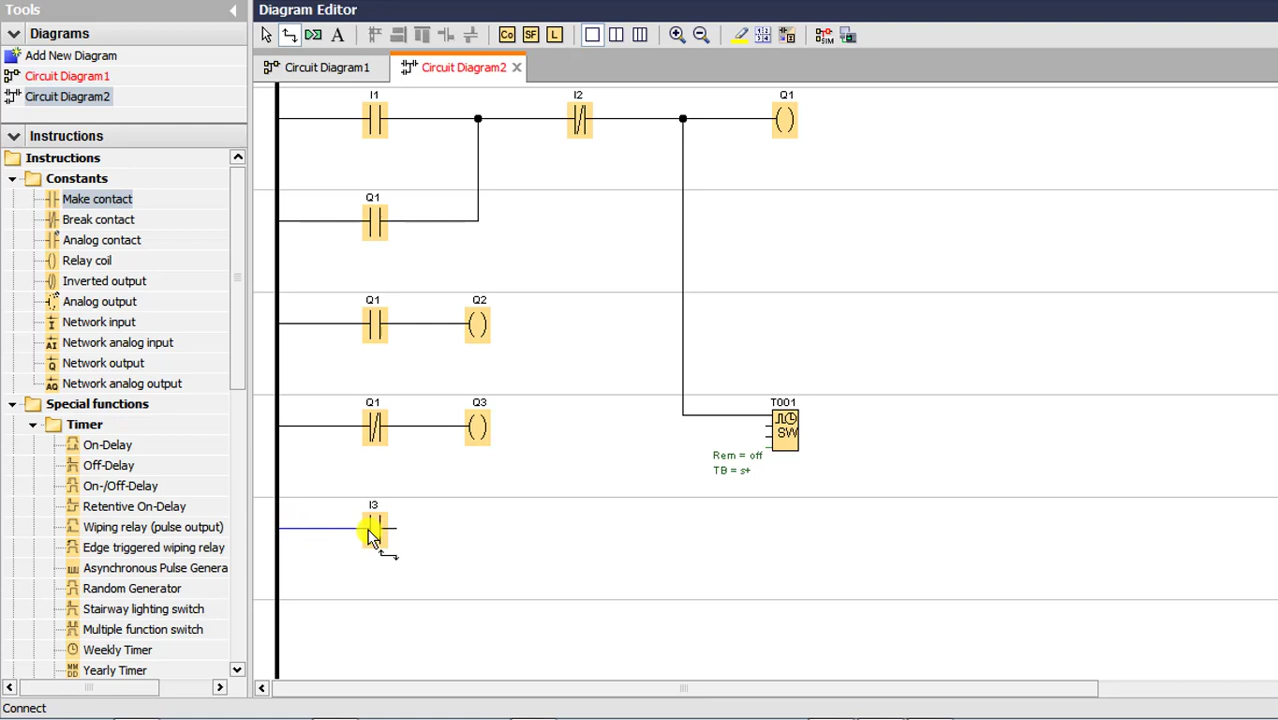 Tools
Diagrams
Add New Diagram
Circuit Diagram1
Circuit Diagram2
Instructions
Instructions
Constants
Make contact
Break contact
Analog contact
Relay coil
Inverted output
Analog output
Network input
Network analog input
Network output
Network analog output
Special functions
Timer
On-Delay
Off-Delay
On-/Off-Delay
Retentive On-Delay
Wiping relay (pulse output)
Edge triggered wiping relay
Asynchronous Pulse Genera
Random Generator
Stairway lighting switch
Multiple function switch
Weekly Timer
Yearly Timer
Connect
Diagram Editor
A Co SF L
Circuit Diagram1 Circuit Diagram2
I1 I2 Q1
Q1
Q1 Q2
Q1 Q3 T001
SW
Rem = off
TB = s+
I3